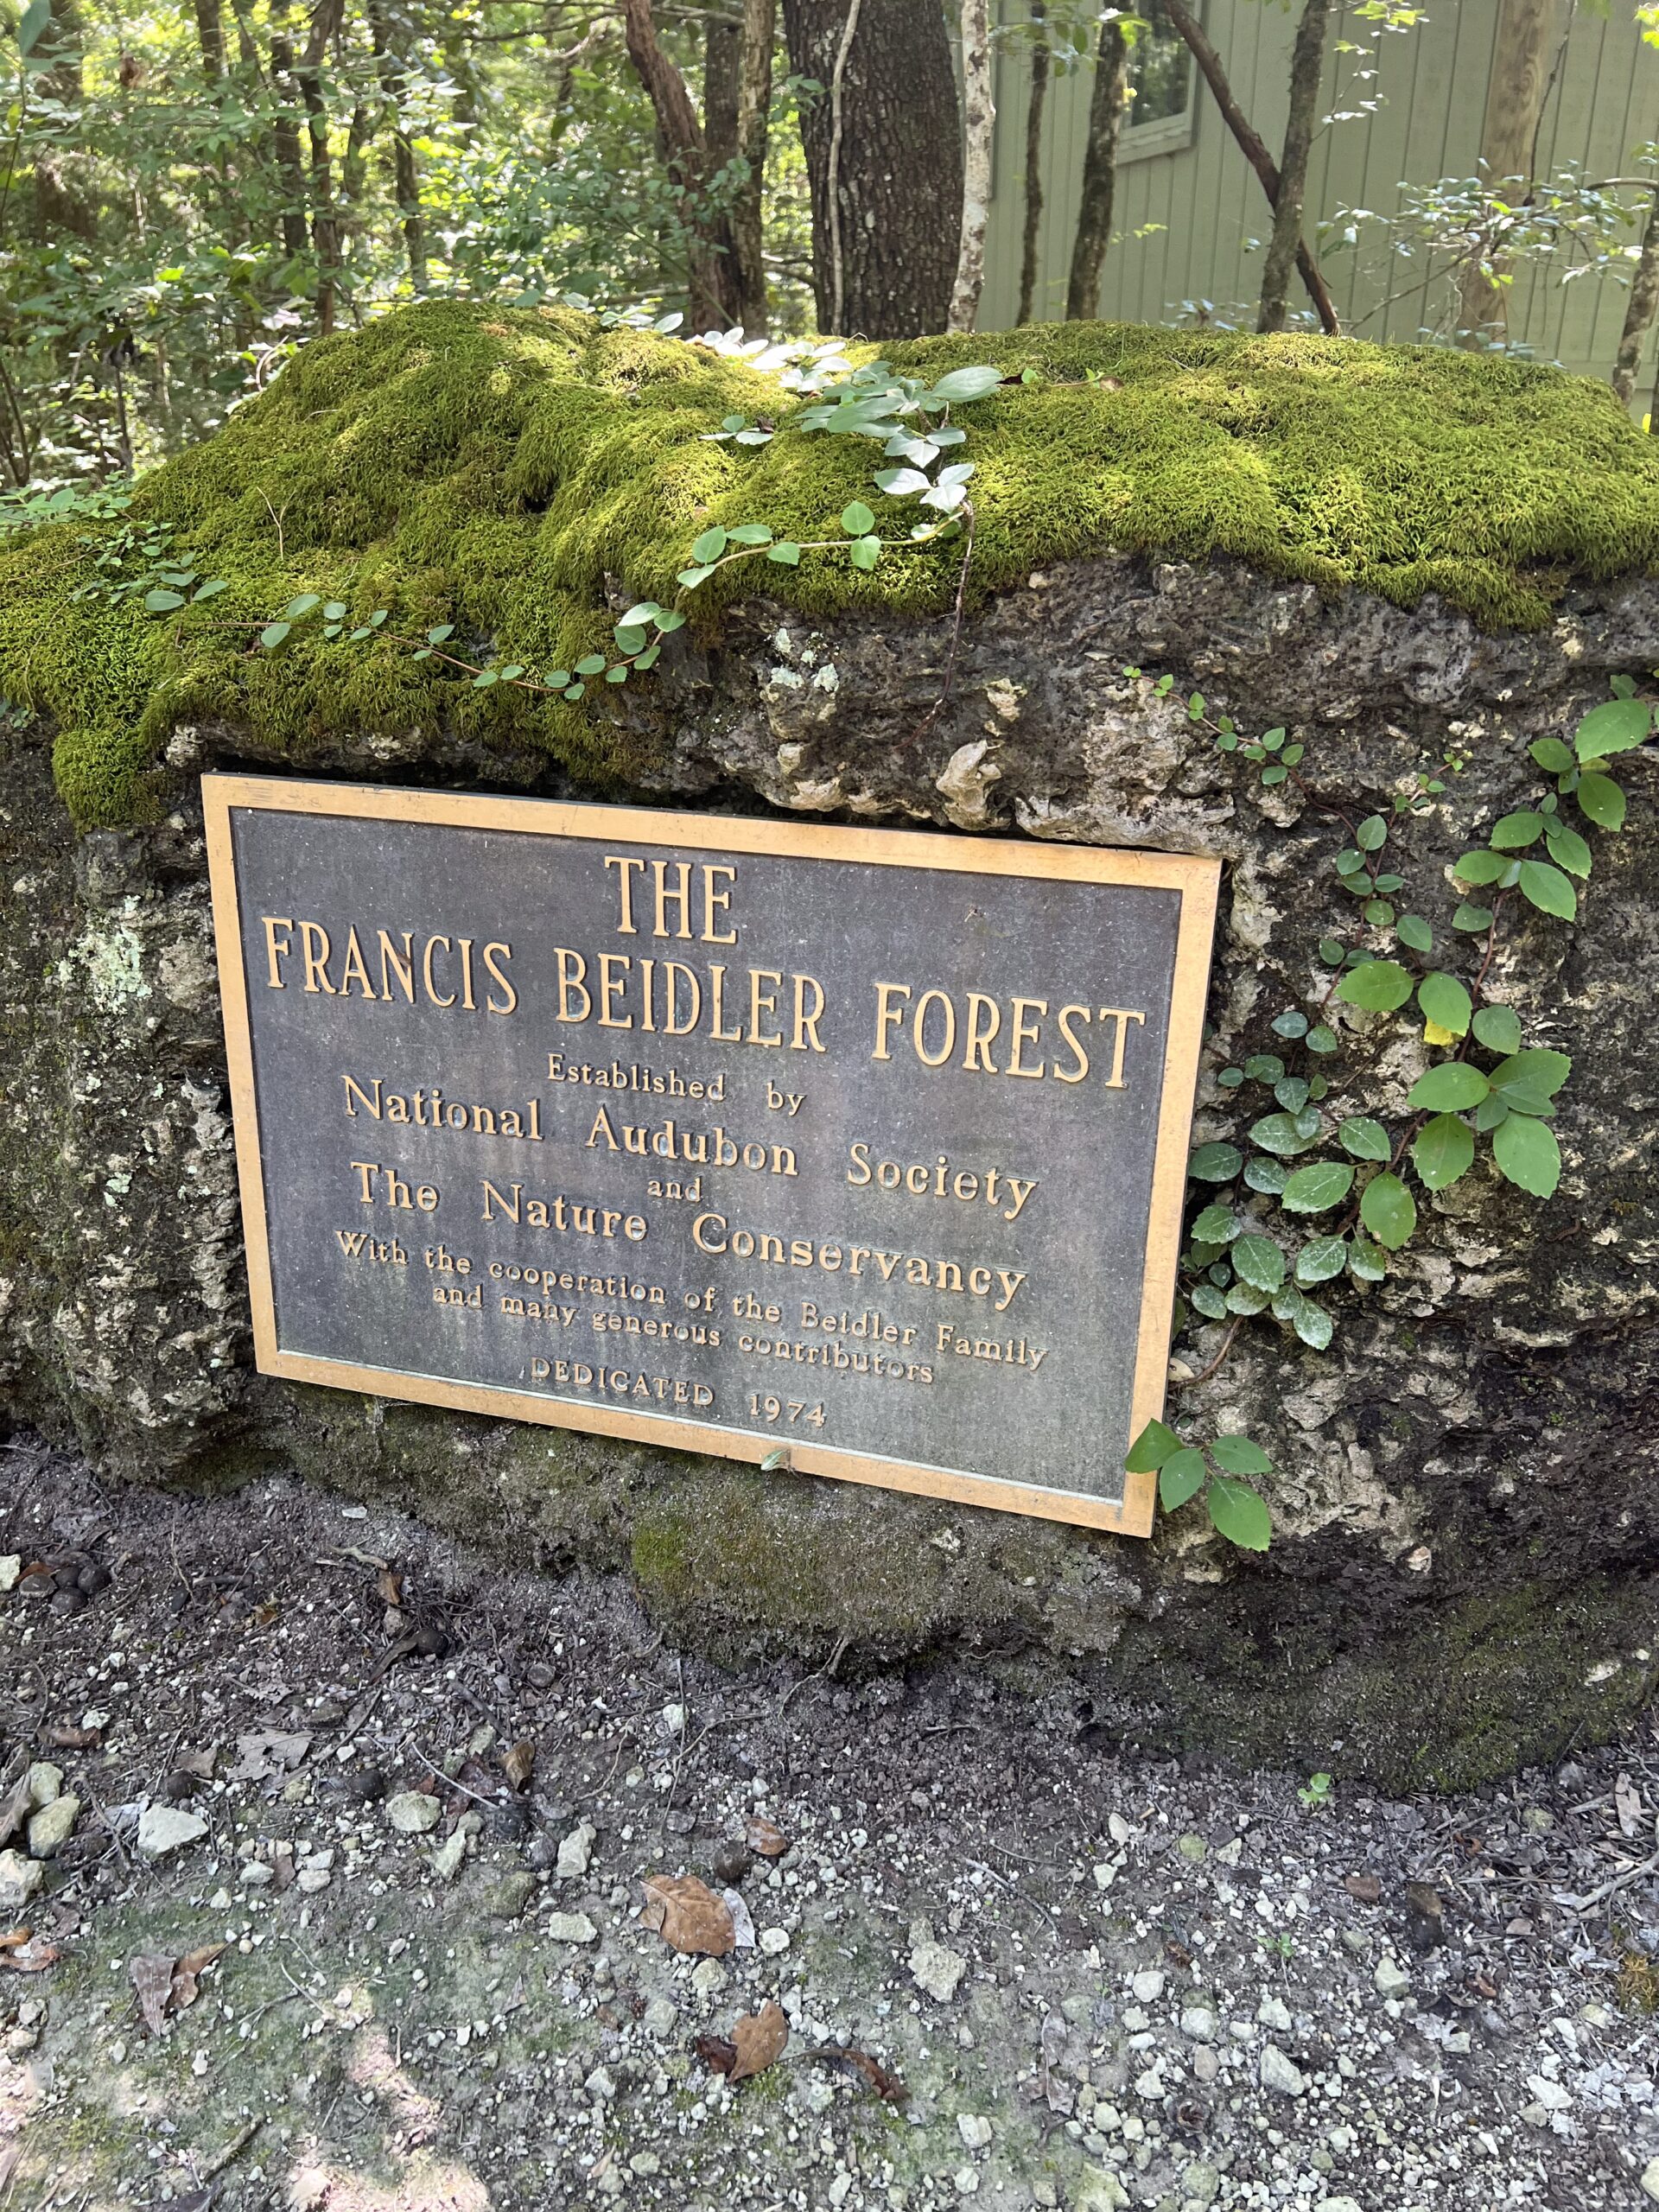 THE
FRANCIS BEIDLER FOREST
Established by
National Audubon Society
and
The Nature Conservancy
With the cooperation of the Beidler Family
and many generous contributors
DEDICATED 1974